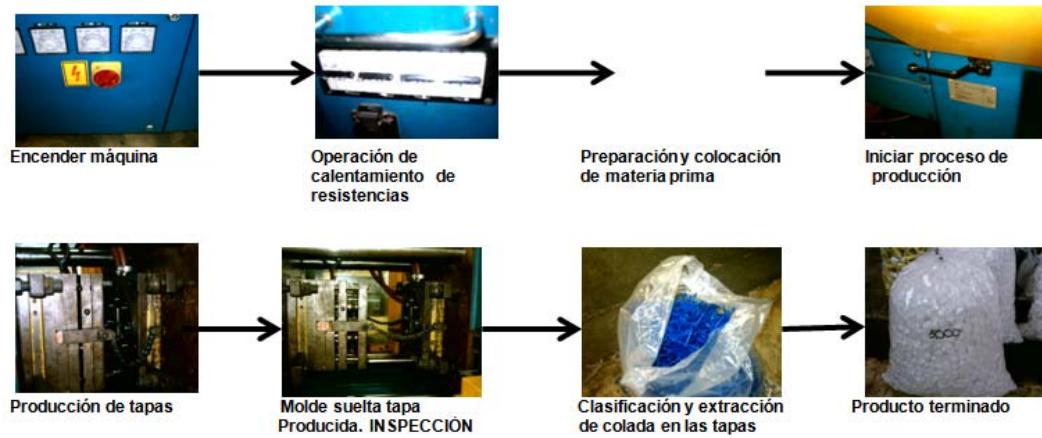 Encender máquina
Operación de
calentamiento de
resistencias
Preparación y colocación
de materia prima
Iniciar proceso de
producción
Producción de tapas
Molde suelta tapa
Producida. INSPECCIÓN
Clasificación y extracción
de colada en las tapas
5000
Producto terminado